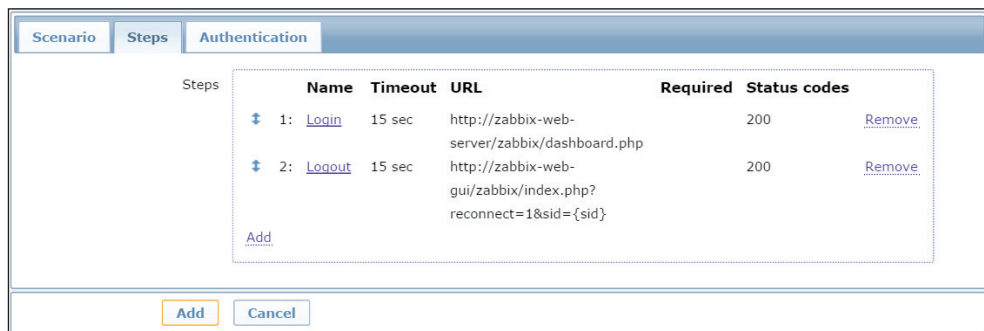 Scenario Steps Authentication
Steps
Name Timeout URL Required Status codes
1: Login 15 sec http://zabbix-web- 200 Remove
server/zabbix/dashboard.php
2: Logout 15 sec http://zabbix-web- 200 Remove
gui/zabbix/index.php?
reconnect=1&sid={sid}
Add
Add Cancel